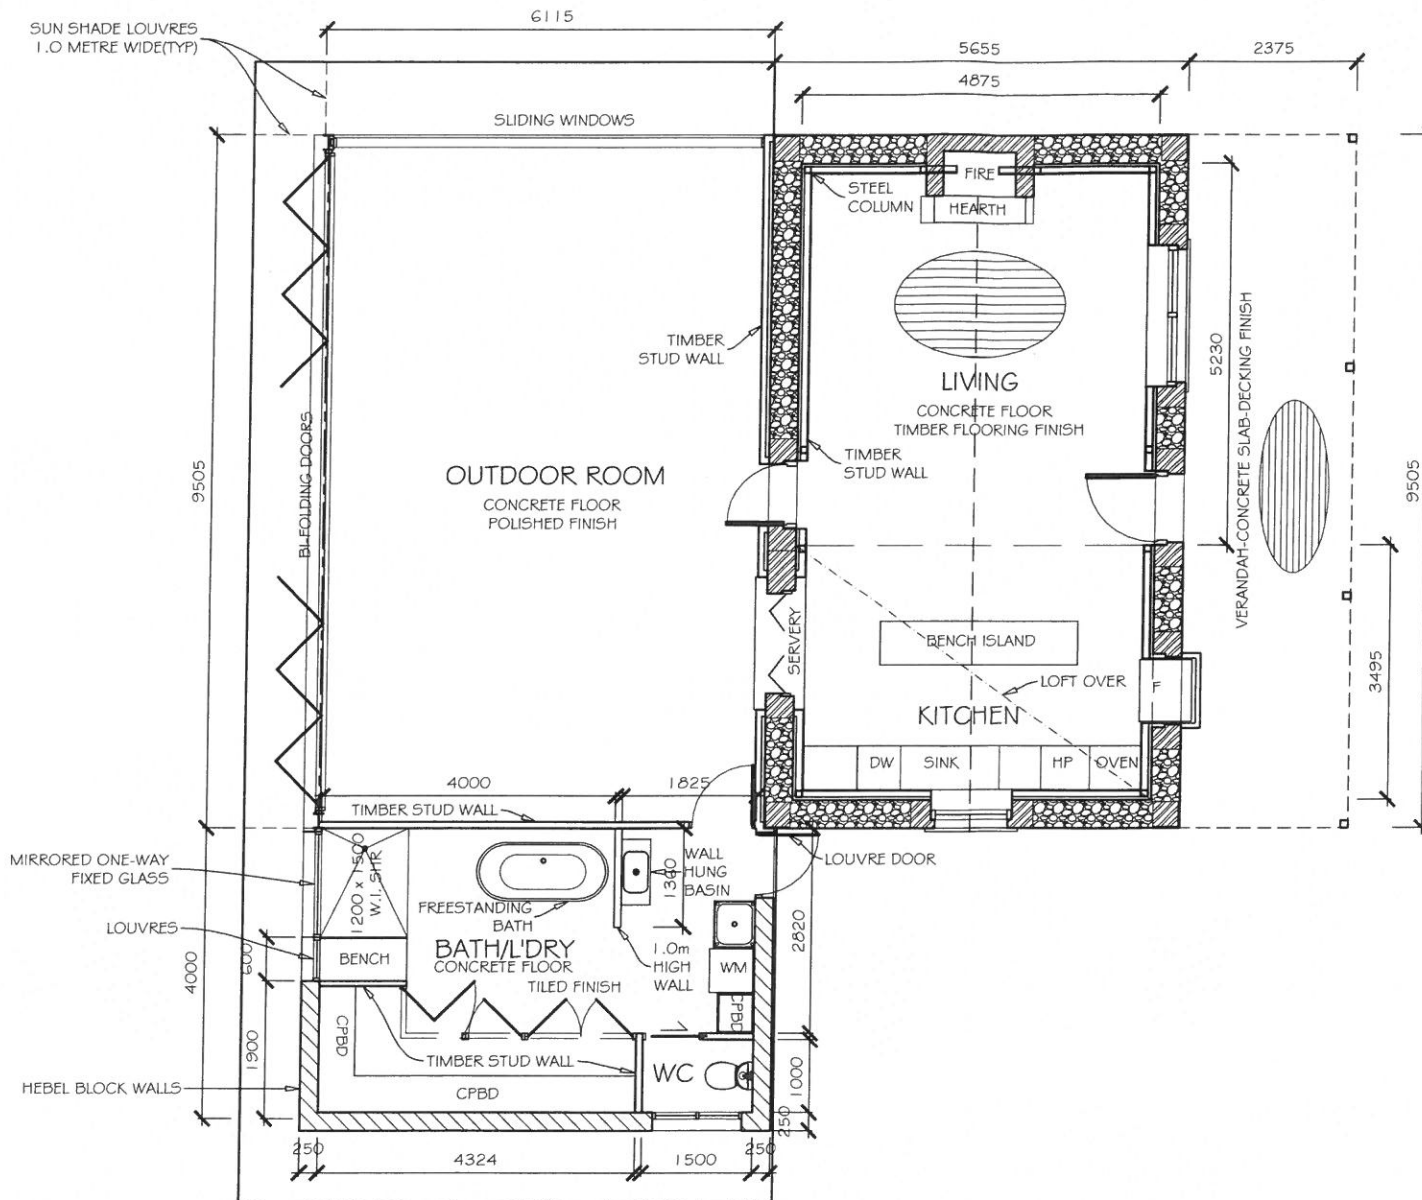 6115
SUN SHADE LOUVRES
1.0 METRE WIDE(TYP)
5655
2375
4875
SLIDING WINDOWS
FIRE
STEEL
COLUMN
HEARTH
TIMBER
STUD WALL
LIVING
CONCRETE FLOOR
TIMBER FLOORING FINISH
5230
VERANDAH-CONCRETE SLAB-DECKING FINISH
TIMBER
STUD WALL
OUTDOOR ROOM
CONCRETE FLOOR
POLISHED FINISH
BI-FOLDING DOORS
9505
9505
SERVERY
BENCH ISLAND
LOFT OVER
F
3495
KITCHEN
DW
SINK
HP
OVEN
4000
1825
TIMBER STUD WALL
MIRRORED ONE-WAY
FIXED GLASS
1200 x 1500
W.I. SHR
WALL
HUNG
BASIN
1360
LOUVRE DOOR
FREESTANDING
BATH
LOUVRES
600
BENCH
BATH/L'DRY
CONCRETE FLOOR
TILED FINISH
1.0m
HIGH
WALL
WM
CPBD
2820
4000
1900
CPBD
TIMBER STUD WALL
WC
HEBEL BLOCK WALLS
CPBD
1000
250
250
4324
1500
250